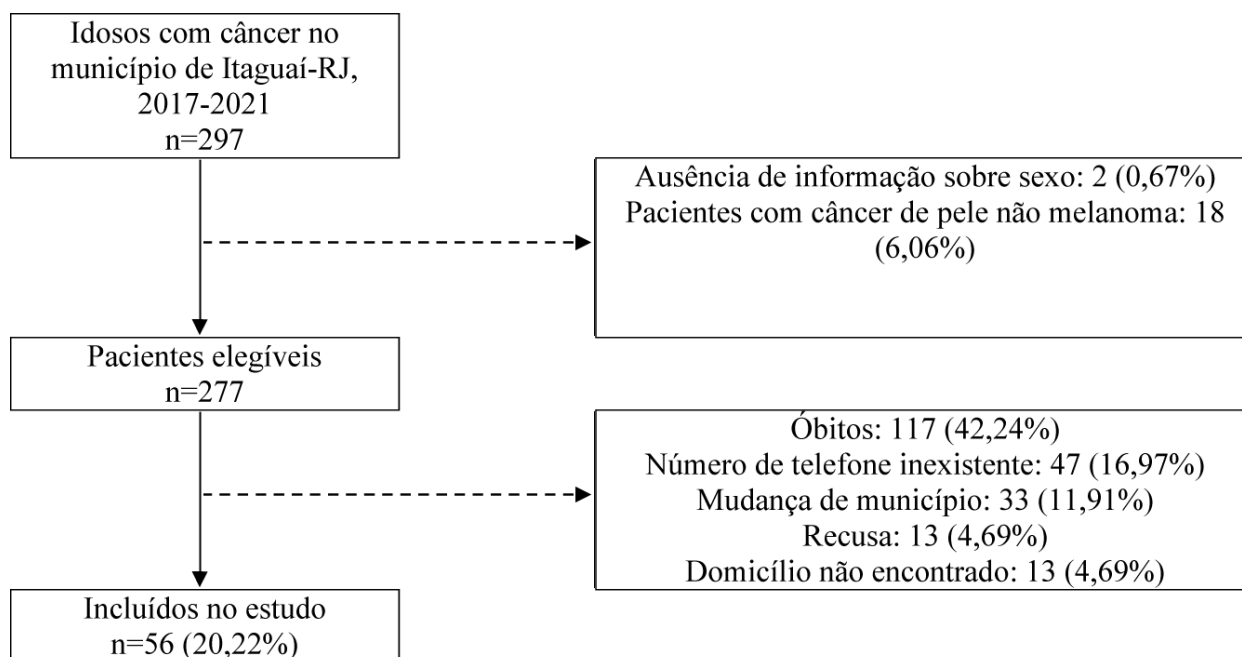 Idosos com câncer no
município de Itaguaí-RJ,
2017-2021
n=297
Ausência de informação sobre sexo: 2 (0,67%)
Pacientes com câncer de pele não melanoma: 18
(6,06%)
Pacientes elegíveis
n=277
Óbitos: 117 (42,24%)
Número de telefone inexistente: 47 (16,97%)
Mudança de município: 33 (11,91%)
Recusa: 13 (4,69%)
Domicílio não encontrado: 13 (4,69%)
Incluídos no estudo
n=56 (20,22%)